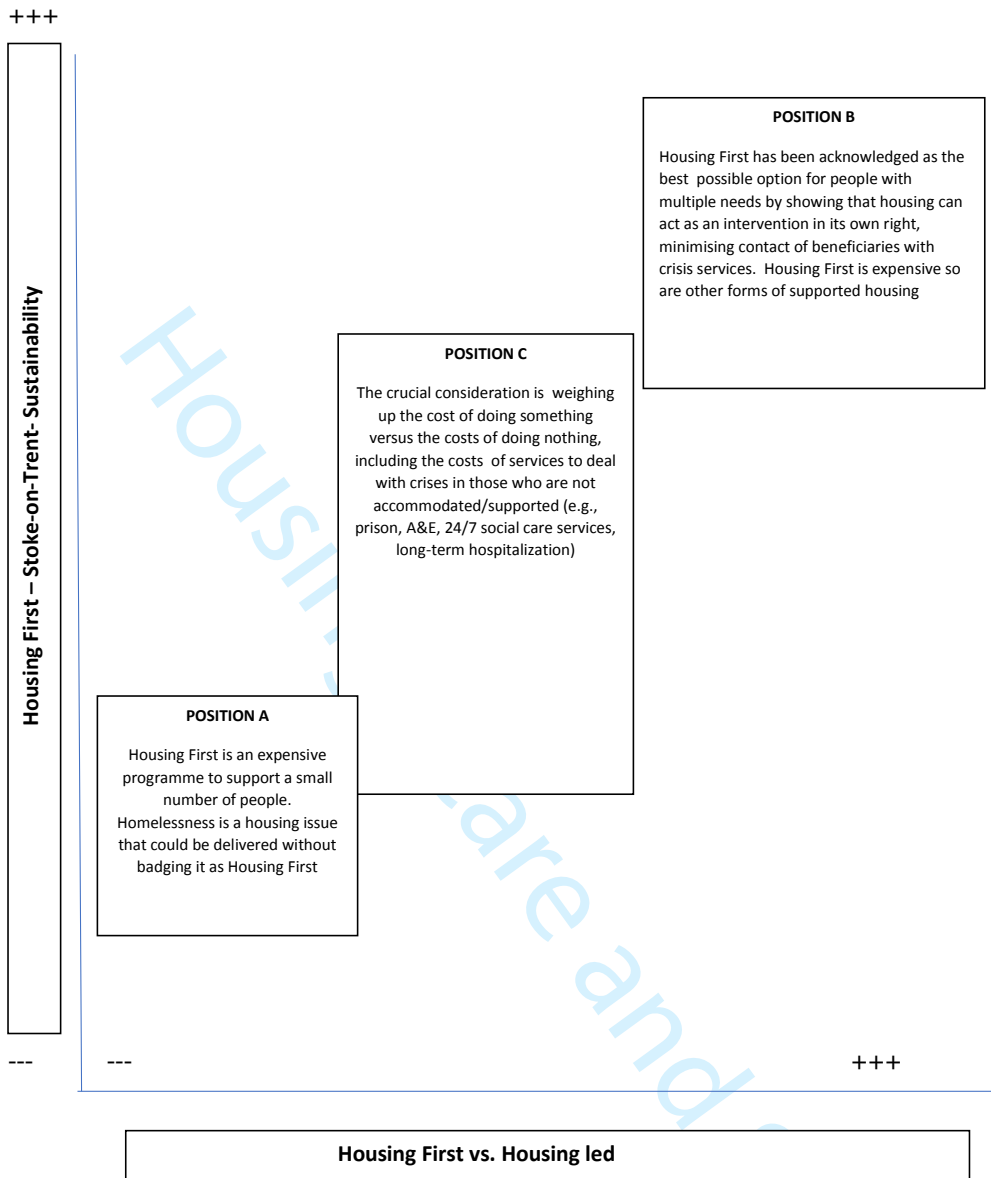 +++
Housing First – Stoke-on-Trent- Sustainability
POSITION B
Housing First has been acknowledged as the
best possible option for people with
multiple needs by showing that housing can
act as an intervention in its own right,
minimising contact of beneficiaries with
crisis services. Housing First is expensive so
are other forms of supported housing
POSITION C
The crucial consideration is weighing
up the cost of doing something
versus the costs of doing nothing,
including the costs of services to deal
with crises in those who are not
accommodated/supported (e.g.,
prison, A&E, 24/7 social care services,
long-term hospitalization)
POSITION A
Housing First is an expensive
programme to support a small
number of people.
Homelessness is a housing issue
that could be delivered without
badging it as Housing First
---
---
+++
Housing First vs. Housing led